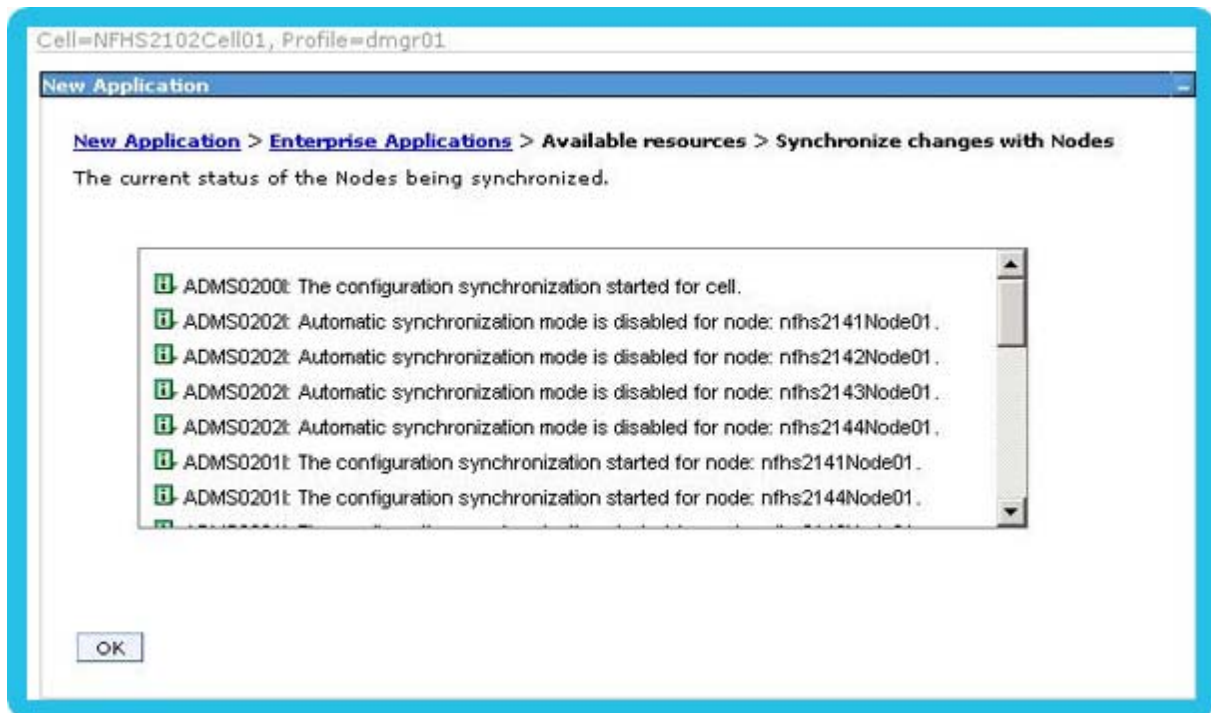 Cell=NFHS2102Cell01, Profile=dmgr01
New Application
New Application > Enterprise Applications > Available resources > Synchronize changes with Nodes
The current status of the Nodes being synchronized.
ADMS0200I: The configuration synchronization started for cell.
ADMS0202I: Automatic synchronization mode is disabled for node: nfhs2141Node01.
ADMS0202I: Automatic synchronization mode is disabled for node: nfhs2142Node01.
ADMS0202I: Automatic synchronization mode is disabled for node: nfhs2143Node01.
ADMS0202I: Automatic synchronization mode is disabled for node: nfhs2144Node01.
ADMS0201I: The configuration synchronization started for node: nfhs2141Node01.
ADMS0201I: The configuration synchronization started for node: nfhs2144Node01.
OK